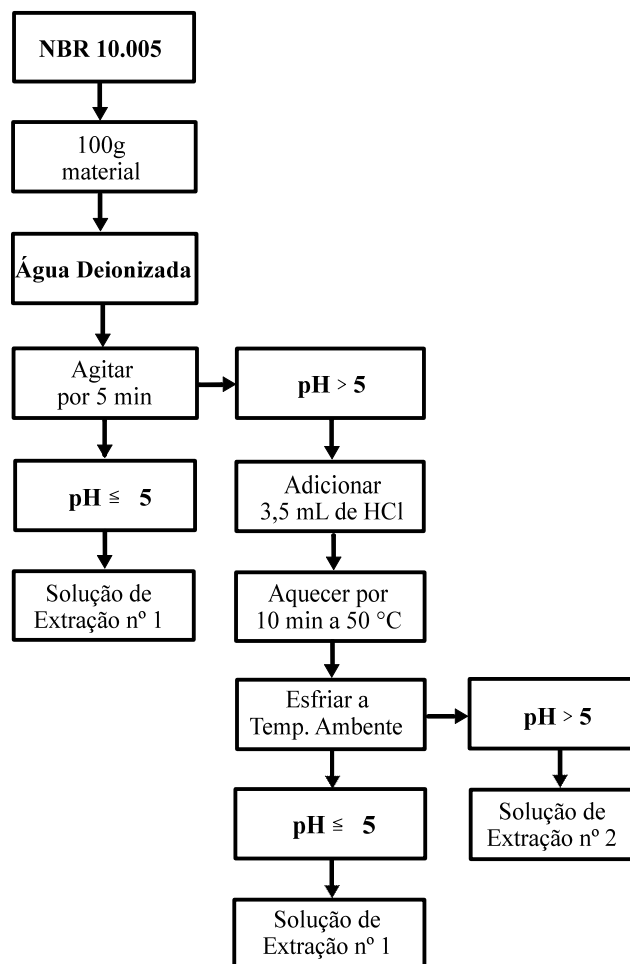 NBR 10.005
100g
material
Água Deionizada
Agitar
por 5 min
pH > 5
pH ≦ 5
Adicionar
3,5 mL de HCl
Solução de
Extração nº 1
Aquecer por
10 min a 50 °C
Esfriar a
Temp. Ambente
pH > 5
pH ≦ 5
Solução de
Extração nº 2
Solução de
Extração nº 1